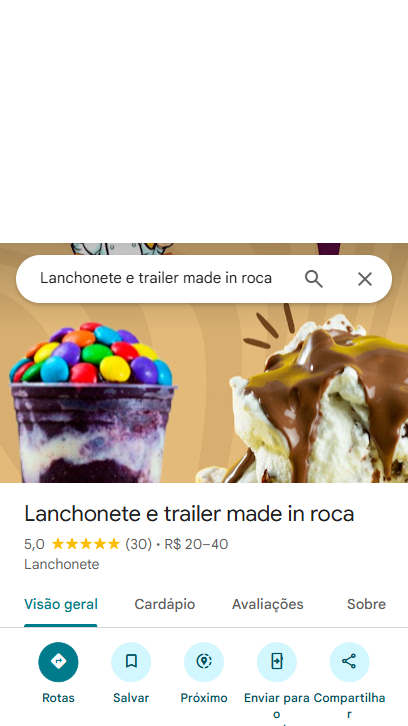 Lanchonete e trailer made in roca
Lanchonete e trailer made in roca
5,0 ★★★★★ (30) • R$ 20–40
Lanchonete
Visão geral Cardápio Avaliações Sobre
Rotas Salvar Próximo Enviar para Compartilha
o r